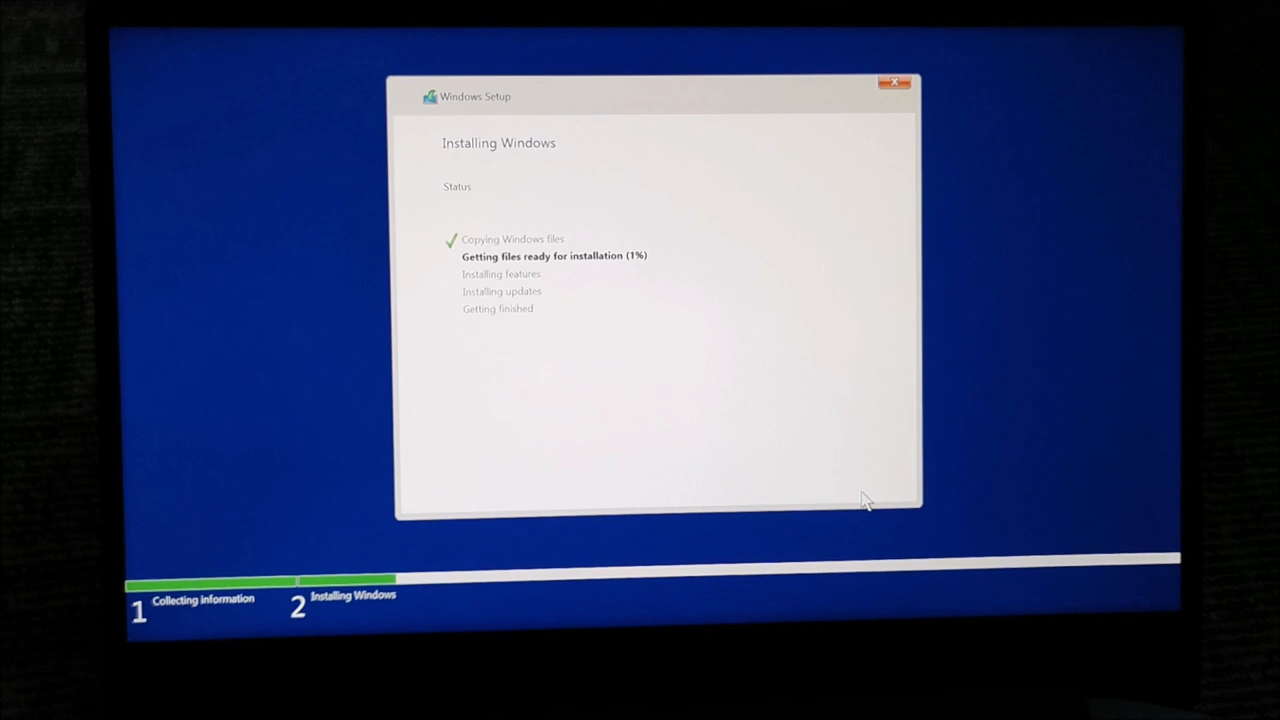 Windows Setup
Installing Windows
Status
Copying Windows files
Getting files ready for installation (1%)
Installing features
Installing updates
Getting finished
1 Collecting information
2 Installing Windows